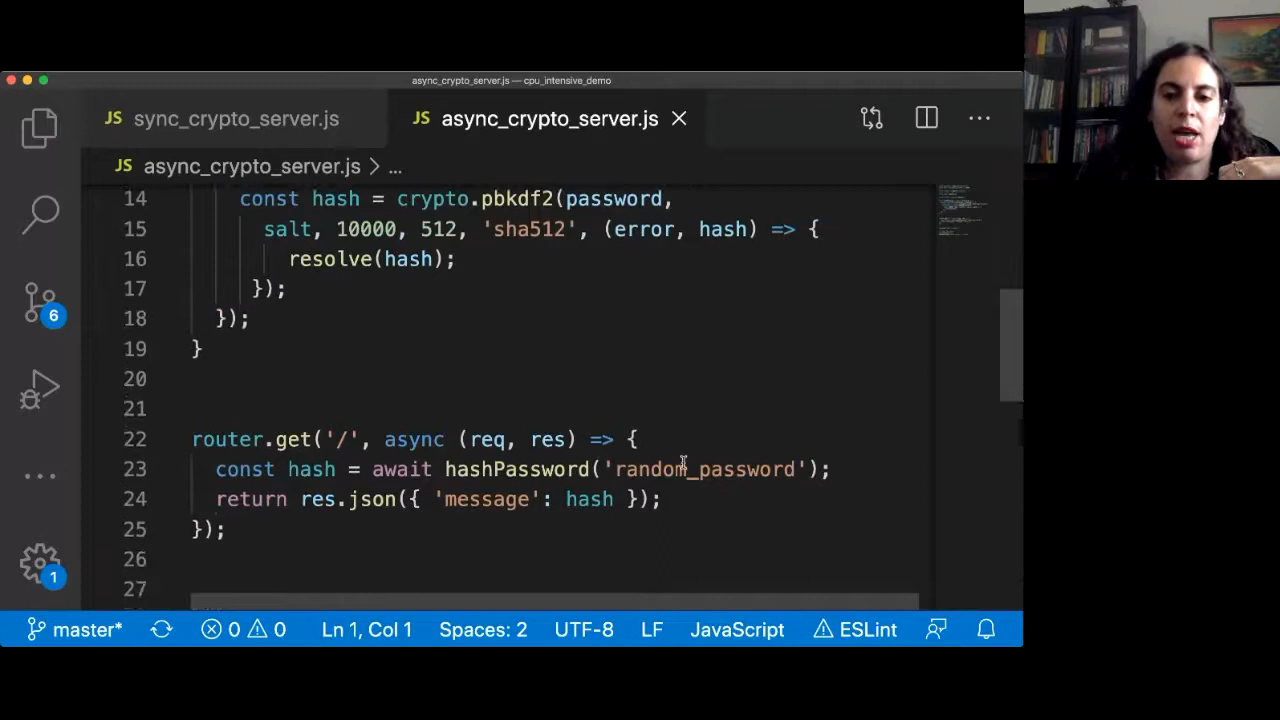 async_crypto_server.js — cpu_intensive_demo
JS sync_crypto_server.js
JS async_crypto_server.js
JS async_crypto_server.js > ...
14 const hash = crypto.pbkdf2(password,
15 salt, 10000, 512, 'sha512', (error, hash) => {
16 resolve(hash);
17 });
18 });
19 }
20
21
22 router.get('/', async (req, res) => {
23 const hash = await hashPassword('random_password');
24 return res.json({ 'message': hash });
25 });
26
27
6
1
master* 0 0 Ln 1, Col 1 Spaces: 2 UTF-8 LF JavaScript ESLint